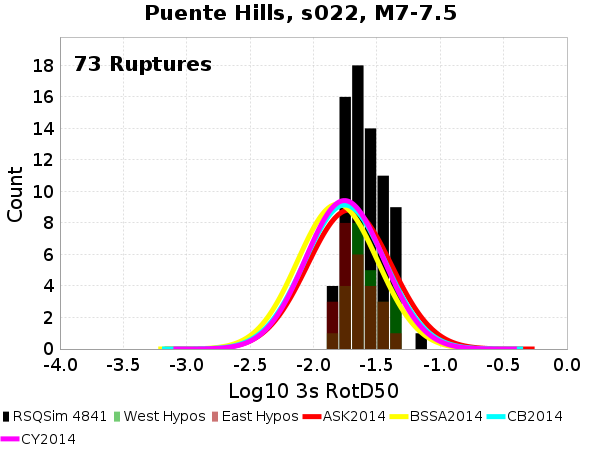 Puente Hills, s022, M7-7.5
73 Ruptures
Count
18
16
14
12
10
8
6
4
2
0
-4.0 -3.5 -3.0 -2.5 -2.0 -1.5 -1.0 -0.5 0.0
Log10 3s RotD50
RSQSim 4841 West Hypos East Hypos ASK2014 BSSA2014 CB2014
CY2014